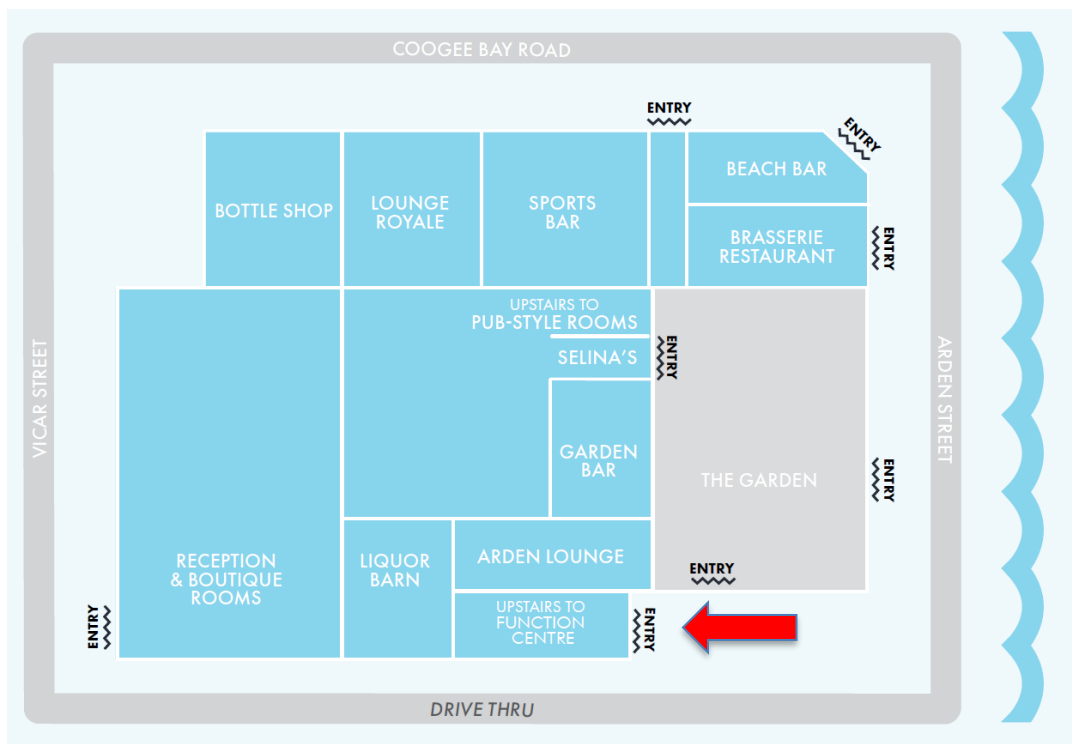 COOGEE BAY ROAD
ENTRY
ENTRY
BEACH BAR
BOTTLE SHOP
LOUNGE
ROYALE
SPORTS
BAR
BRASSERIE
RESTAURANT
ENTRY
UPSTAIRS TO
PUB-STYLE ROOMS
SELINA'S
ENTRY
VICAR STREET
ARDEN STREET
GARDEN
BAR
THE GARDEN
ENTRY
RECEPTION
& BOUTIQUE
ROOMS
LIQUOR
BARN
ARDEN LOUNGE
ENTRY
UPSTAIRS TO
FUNCTION
CENTRE
ENTRY
ENTRY
DRIVE THRU